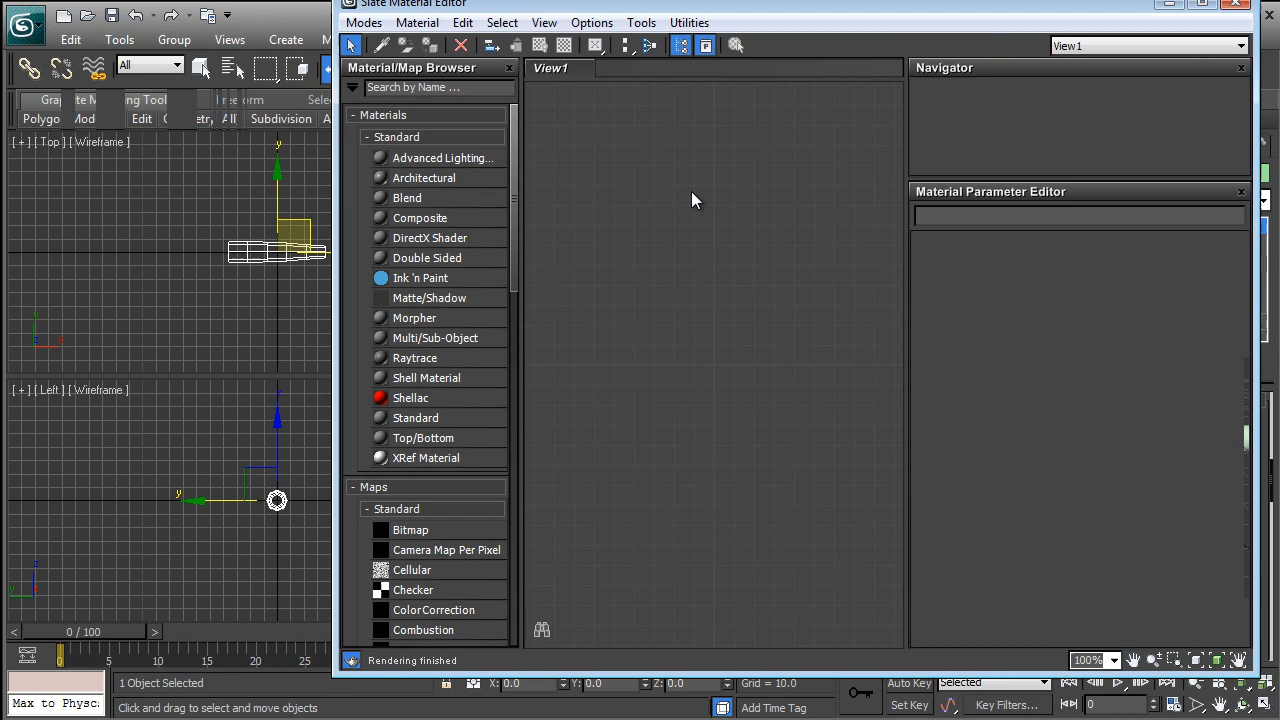 Slate Material Editor
Edit Tools Group Views Create
Modes Material Edit Select View Options Tools Utilities
All
View1
Material/Map Browser
Search by Name ...
View1
Navigator
Material Parameter Editor
- Materials
- Standard
Advanced Lighting...
Architectural
Blend
Composite
DirectX Shader
Double Sided
Ink 'n Paint
Matte/Shadow
Morpher
Multi/Sub-Object
Raytrace
Shell Material
Shellac
Standard
Top/Bottom
XRef Material
- Maps
- Standard
Bitmap
Camera Map Per Pixel
Cellular
Checker
Color Correction
Combustion
Polygo Edit All Subdivision
[ + ] [ Top ] [ Wireframe ]
y
x
[ + ] [ Left ] [ Wireframe ]
y
z
y
< 0 / 100 >
0 5 10 15 20 25
Rendering finished
100%
1 Object Selected X: 0.0 Y: 0.0 Z: 0.0 Grid = 10.0 Auto Key Selected
Max to Physc
Click and drag to select and move objects Add Time Tag Set Key Key Filters... 0